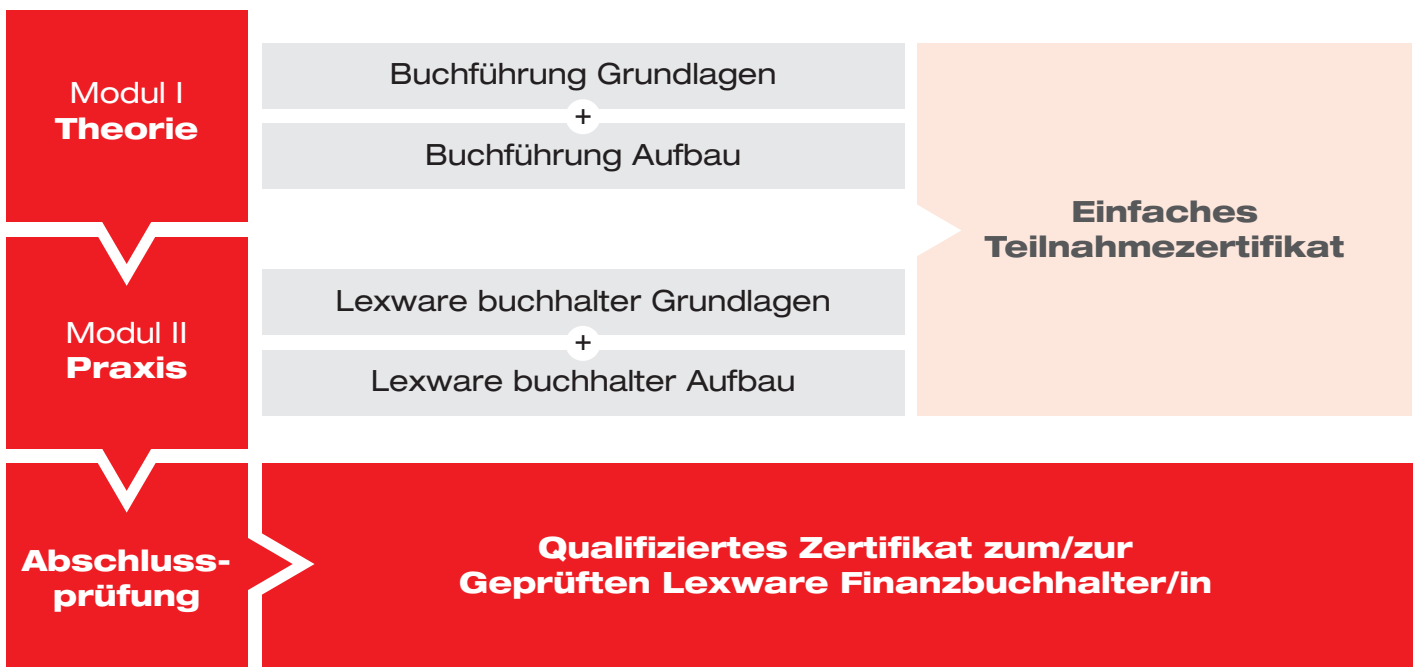 Modul I
Theorie
Buchführung Grundlagen
+
Buchführung Aufbau
Einfaches
Teilnahmezertifikat
Modul II
Praxis
Lexware buchhalter Grundlagen
+
Lexware buchhalter Aufbau
Abschluss-
prüfung
Qualifiziertes Zertifikat zum/zur
Geprüften Lexware Finanzbuchhalter/in